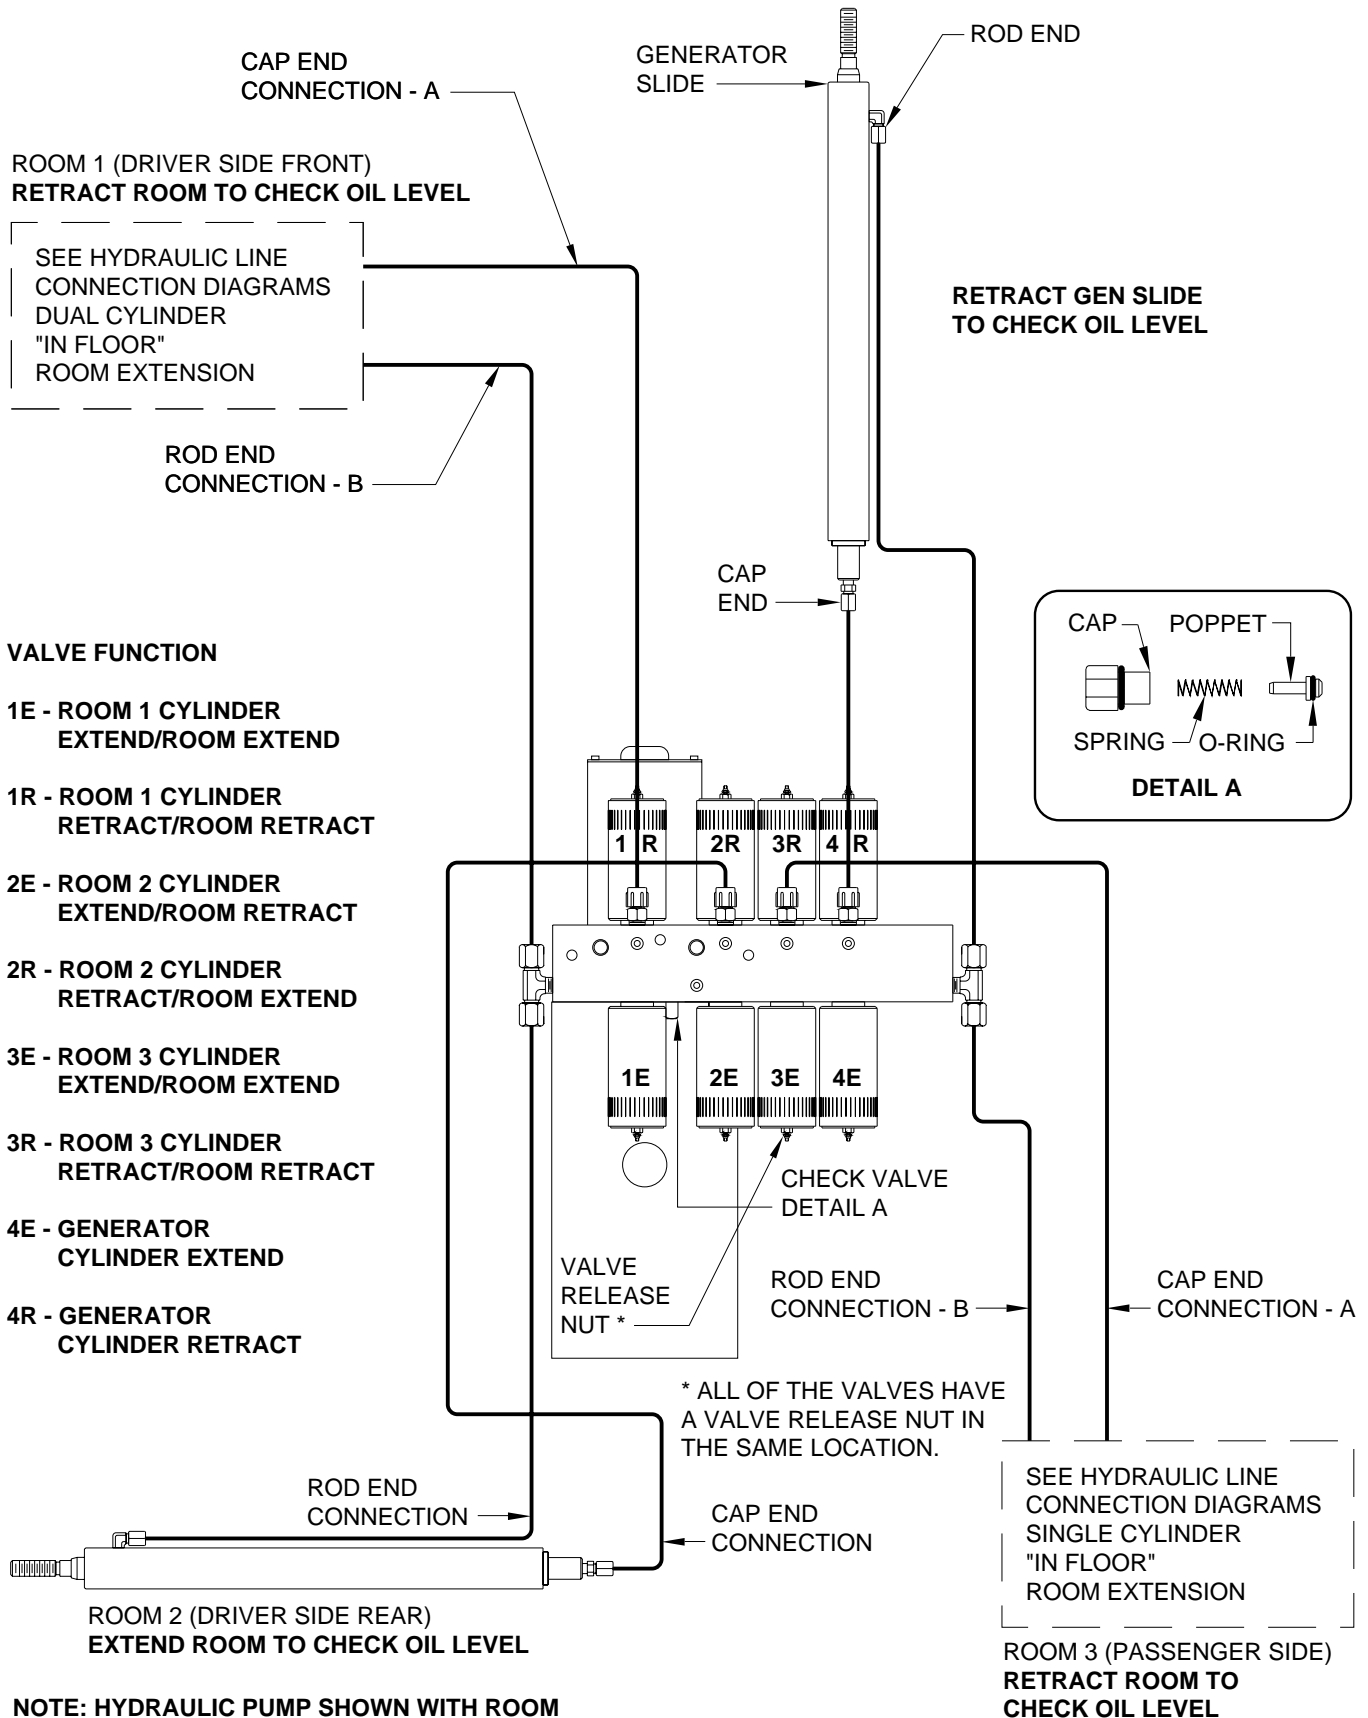 CAP END
CONNECTION - A
GENERATOR
SLIDE
ROD END
ROOM 1 (DRIVER SIDE FRONT)
RETRACT ROOM TO CHECK OIL LEVEL
SEE HYDRAULIC LINE
CONNECTION DIAGRAMS
DUAL CYLINDER
"IN FLOOR"
ROOM EXTENSION
RETRACT GEN SLIDE
TO CHECK OIL LEVEL
ROD END
CONNECTION - B
CAP
END
CAP
POPPET
SPRING
O-RING
DETAIL A
VALVE FUNCTION
1E - ROOM 1 CYLINDER
EXTEND/ROOM EXTEND
1R - ROOM 1 CYLINDER
RETRACT/ROOM RETRACT
2E - ROOM 2 CYLINDER
EXTEND/ROOM RETRACT
2R - ROOM 2 CYLINDER
RETRACT/ROOM EXTEND
3E - ROOM 3 CYLINDER
EXTEND/ROOM EXTEND
3R - ROOM 3 CYLINDER
RETRACT/ROOM RETRACT
4E - GENERATOR
CYLINDER EXTEND
4R - GENERATOR
CYLINDER RETRACT
1 R
2R
3R
4 R
1E
2E
3E
4E
CHECK VALVE
DETAIL A
VALVE
RELEASE
NUT *
ROD END
CONNECTION - B
CAP END
CONNECTION - A
* ALL OF THE VALVES HAVE
A VALVE RELEASE NUT IN
THE SAME LOCATION.
ROD END
CONNECTION
CAP END
CONNECTION
SEE HYDRAULIC LINE
CONNECTION DIAGRAMS
SINGLE CYLINDER
"IN FLOOR"
ROOM EXTENSION
ROOM 2 (DRIVER SIDE REAR)
EXTEND ROOM TO CHECK OIL LEVEL
ROOM 3 (PASSENGER SIDE)
RETRACT ROOM TO
CHECK OIL LEVEL
NOTE: HYDRAULIC PUMP SHOWN WITH ROOM